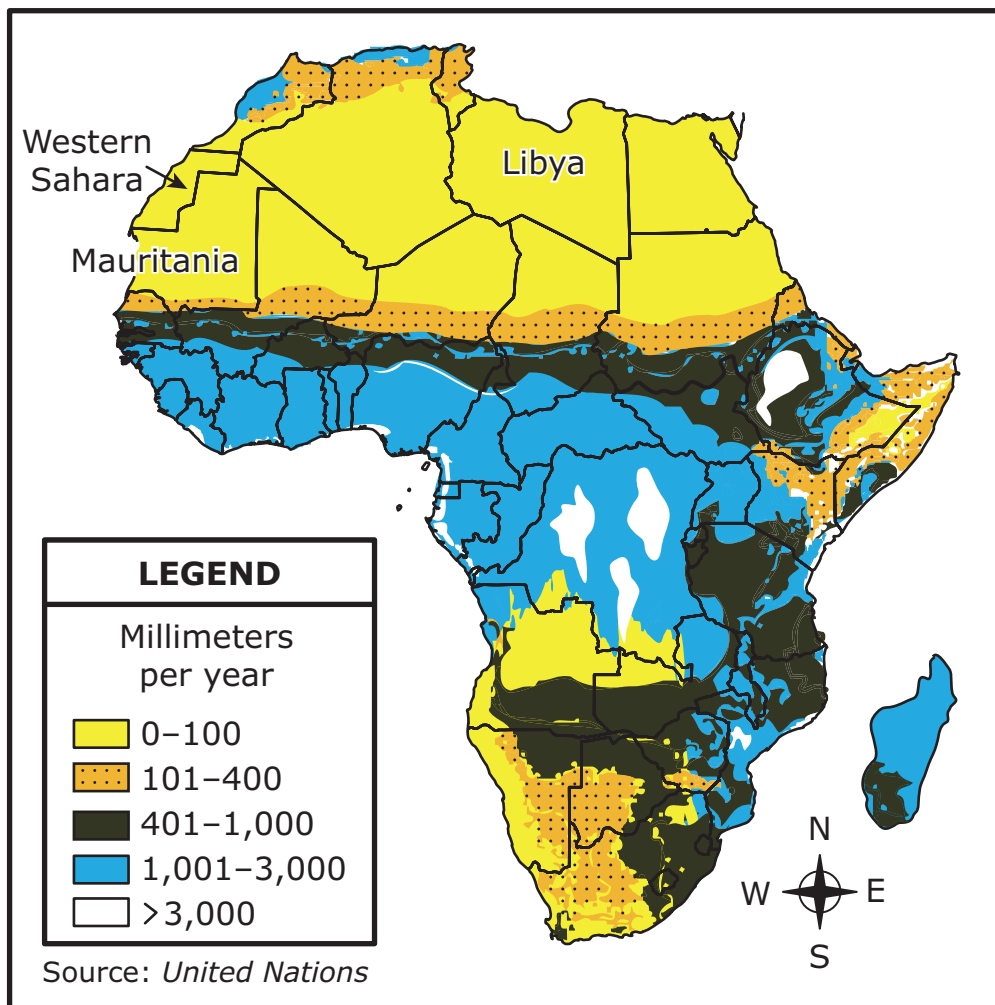 Western
Sahara
Libya
Mauritania
LEGEND
Millimeters
per year
0–100
101–400
401–1,000
1,001–3,000
>3,000
N
W E
S
Source: United Nations